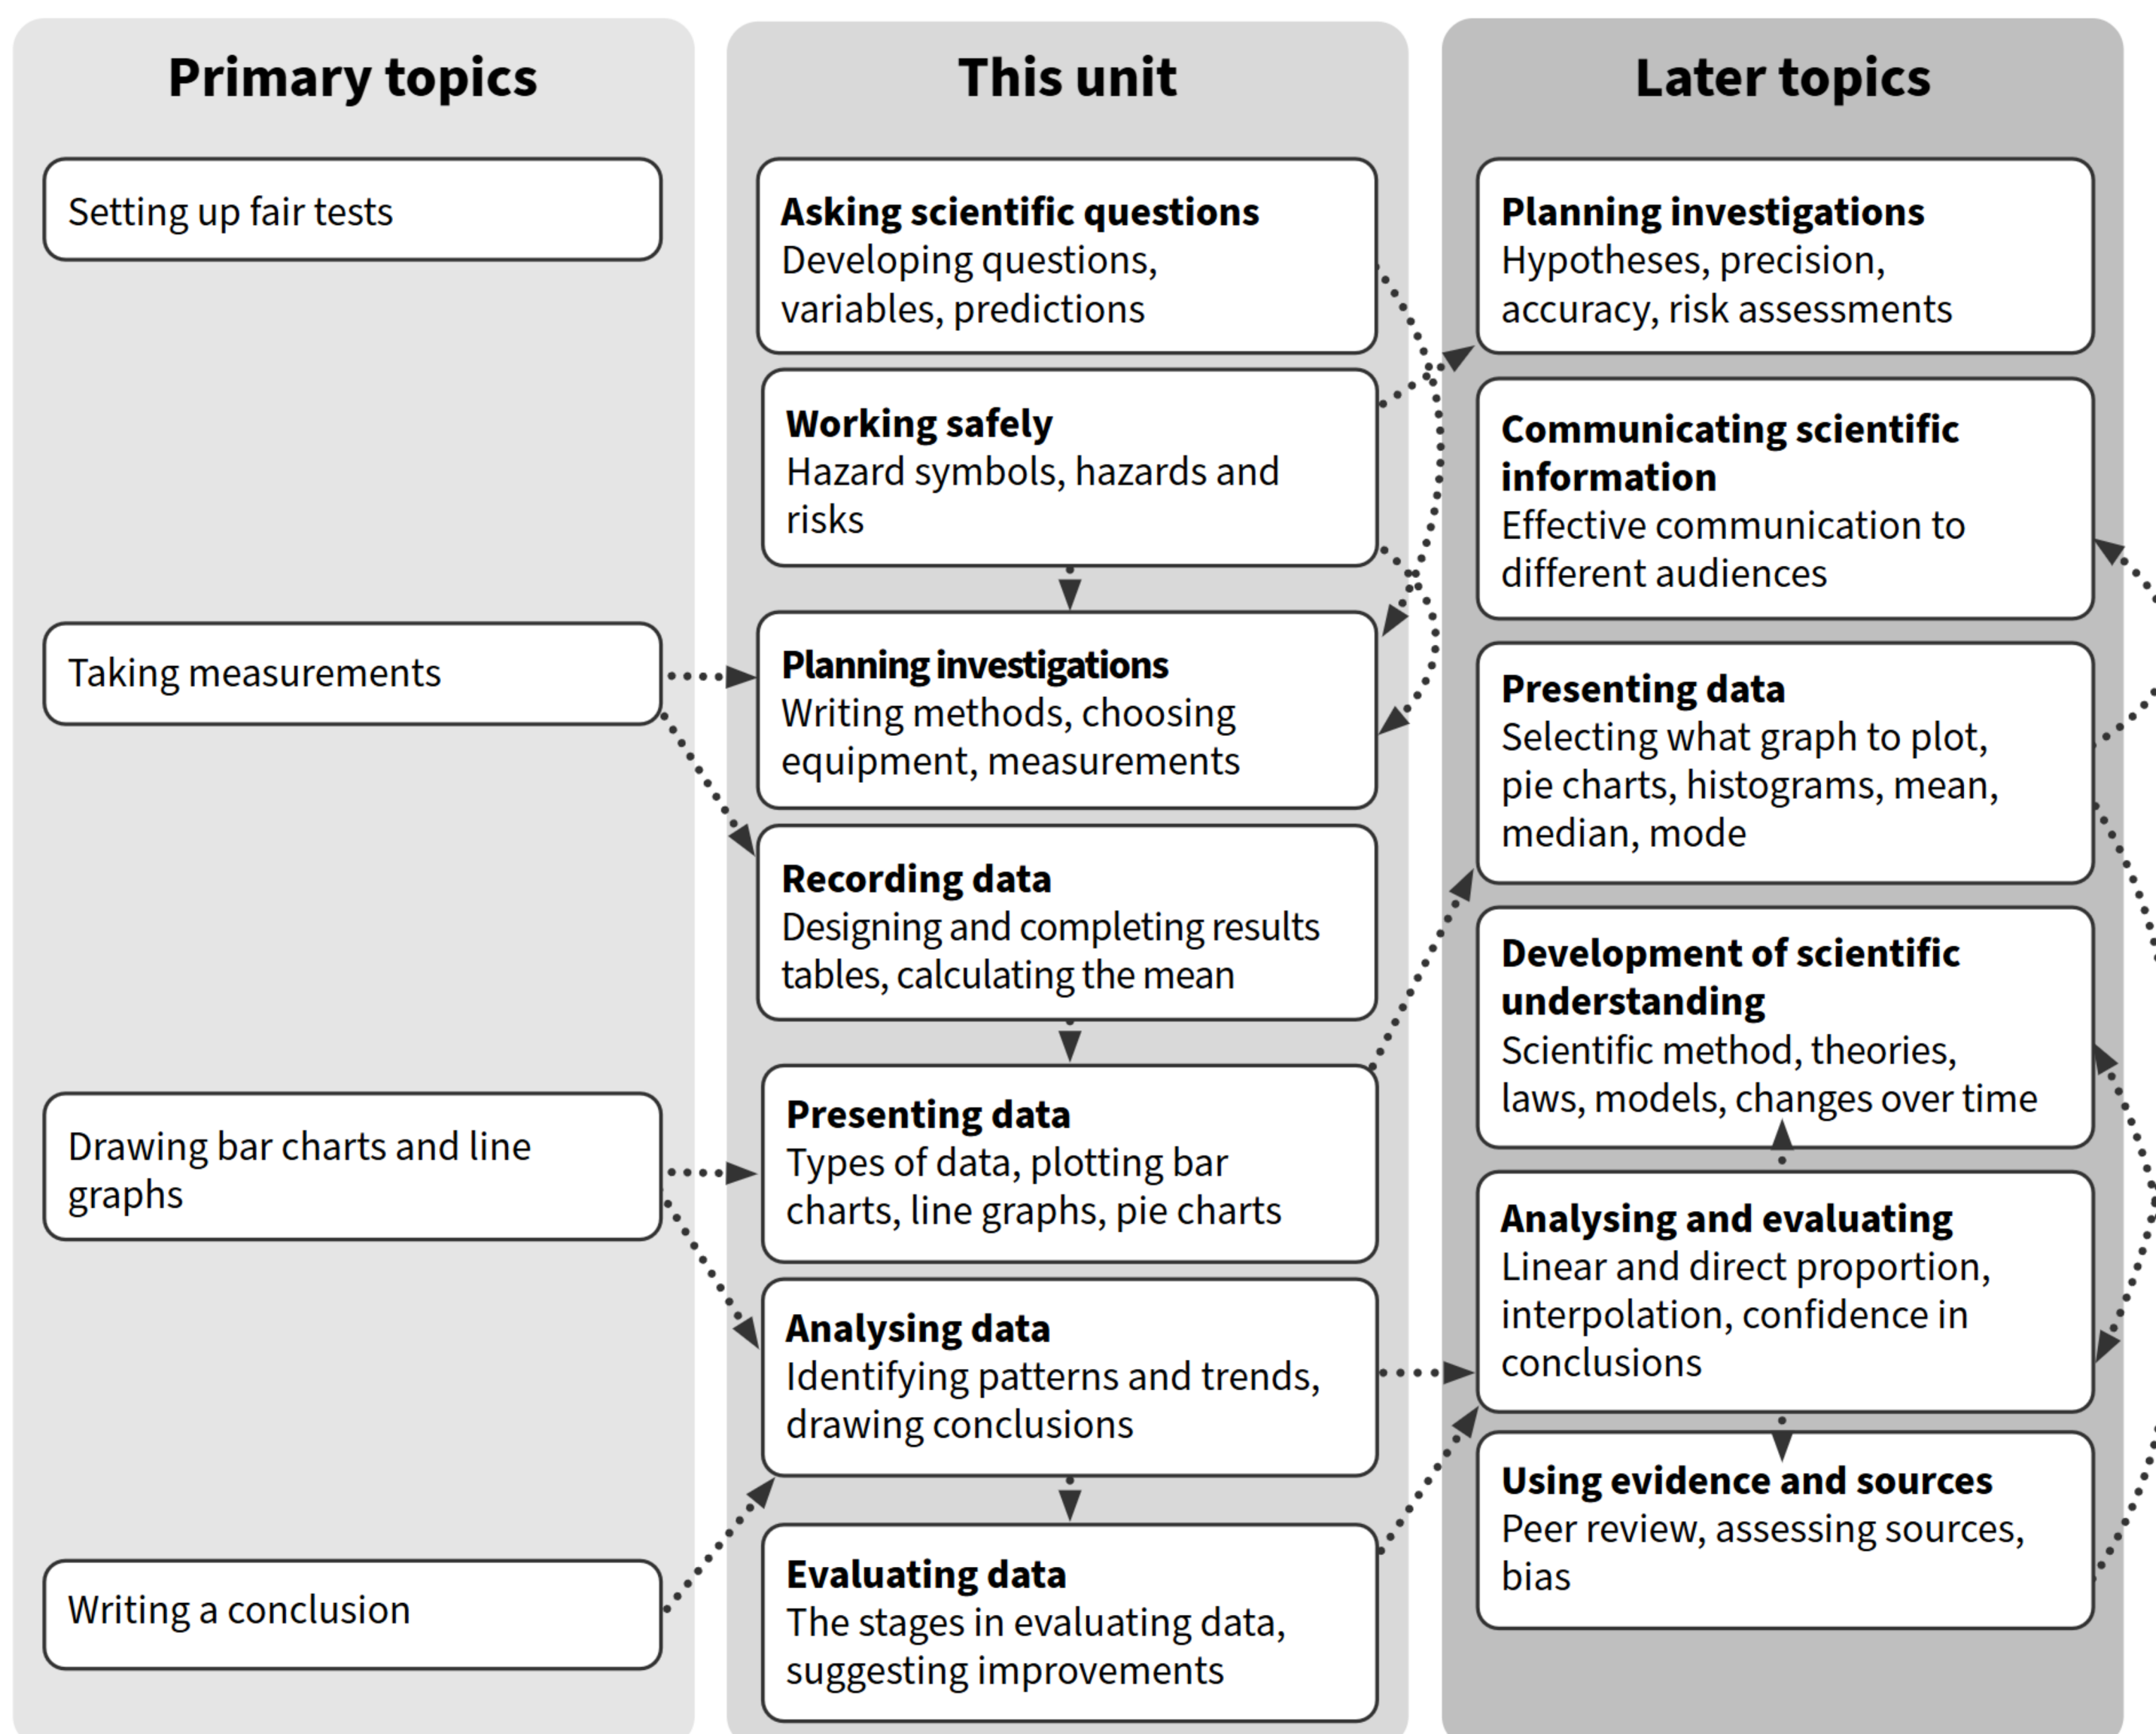 Primary topics
Setting up fair tests
Taking measurements
Drawing bar charts and line
graphs
Writing a conclusion
This unit
Asking scientific questions
Developing questions,
variables, predictions
Working safely
Hazard symbols, hazards and
risks
Planning investigations
Writing methods, choosing
equipment, measurements
Recording data
Designing and completing results
tables, calculating the mean
Presenting data
Types of data, plotting bar
charts, line graphs, pie charts
Analysing data
Identifying patterns and trends,
drawing conclusions
Evaluating data
The stages in evaluating data,
suggesting improvements
Later topics
Planning investigations
Hypotheses, precision,
accuracy, risk assessments
Communicating scientific
information
Effective communication to
different audiences
Presenting data
Selecting what graph to plot,
pie charts, histograms, mean,
median, mode
Development of scientific
understanding
Scientific method, theories,
laws, models, changes over time
Analysing and evaluating
Linear and direct proportion,
interpolation, confidence in
conclusions
Using evidence and sources
Peer review, assessing sources,
bias